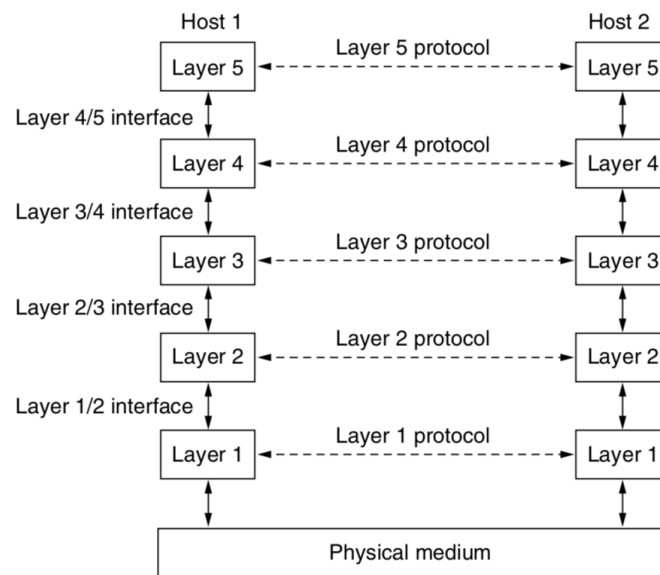 Host 1
Host 2
Layer 5 protocol
Layer 5
Layer 5
Layer 4/5 interface
Layer 4 protocol
Layer 4
Layer 4
Layer 3/4 interface
Layer 3 protocol
Layer 3
Layer 3
Layer 2/3 interface
Layer 2 protocol
Layer 2
Layer 2
Layer 1/2 interface
Layer 1 protocol
Layer 1
Layer 1
Physical medium